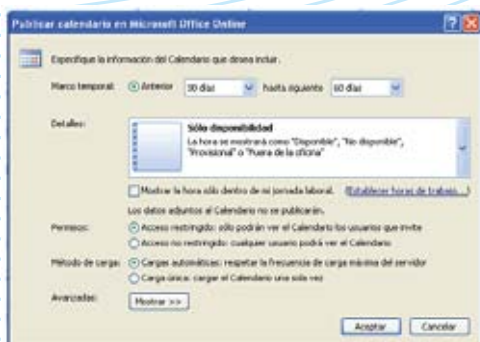 Publicar calendario en Microsoft Office Online
Especifique la información del Calendario que desea incluir.
Marco temporal: Anterior 30 días hasta siguiente 60 días
Detalles: Sólo disponibilidad
La hora se mostrará como "Disponible", "No disponible",
"Provisional" o "Fuera de la oficina"
Mostrar la hora sólo dentro de mi jornada laboral. (Establecer horas de trabajo...)
Los datos adjuntos al Calendario no se publicarán.
Permisos: Acceso restringido: sólo podrán ver el Calendario los usuarios que invite
Acceso no restringido: cualquier usuario podrá ver el Calendario
Método de carga: Cargas automáticas: respetar la frecuencia de carga máxima del servidor
Carga única: cargar el Calendario una sola vez
Avanzadas: Mostrar >>
Aceptar Cancelar